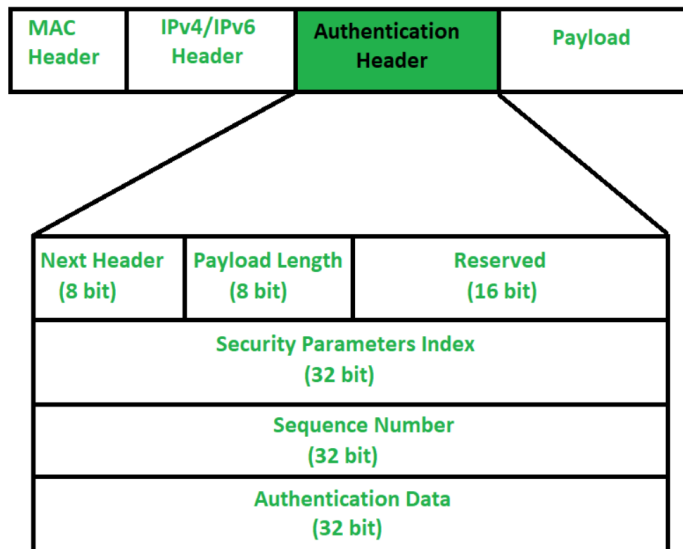 MAC
Header
IPv4/IPv6
Header
Authentication
Header
Payload
Next Header
(8 bit)
Payload Length
(8 bit)
Reserved
(16 bit)
Security Parameters Index
(32 bit)
Sequence Number
(32 bit)
Authentication Data
(32 bit)